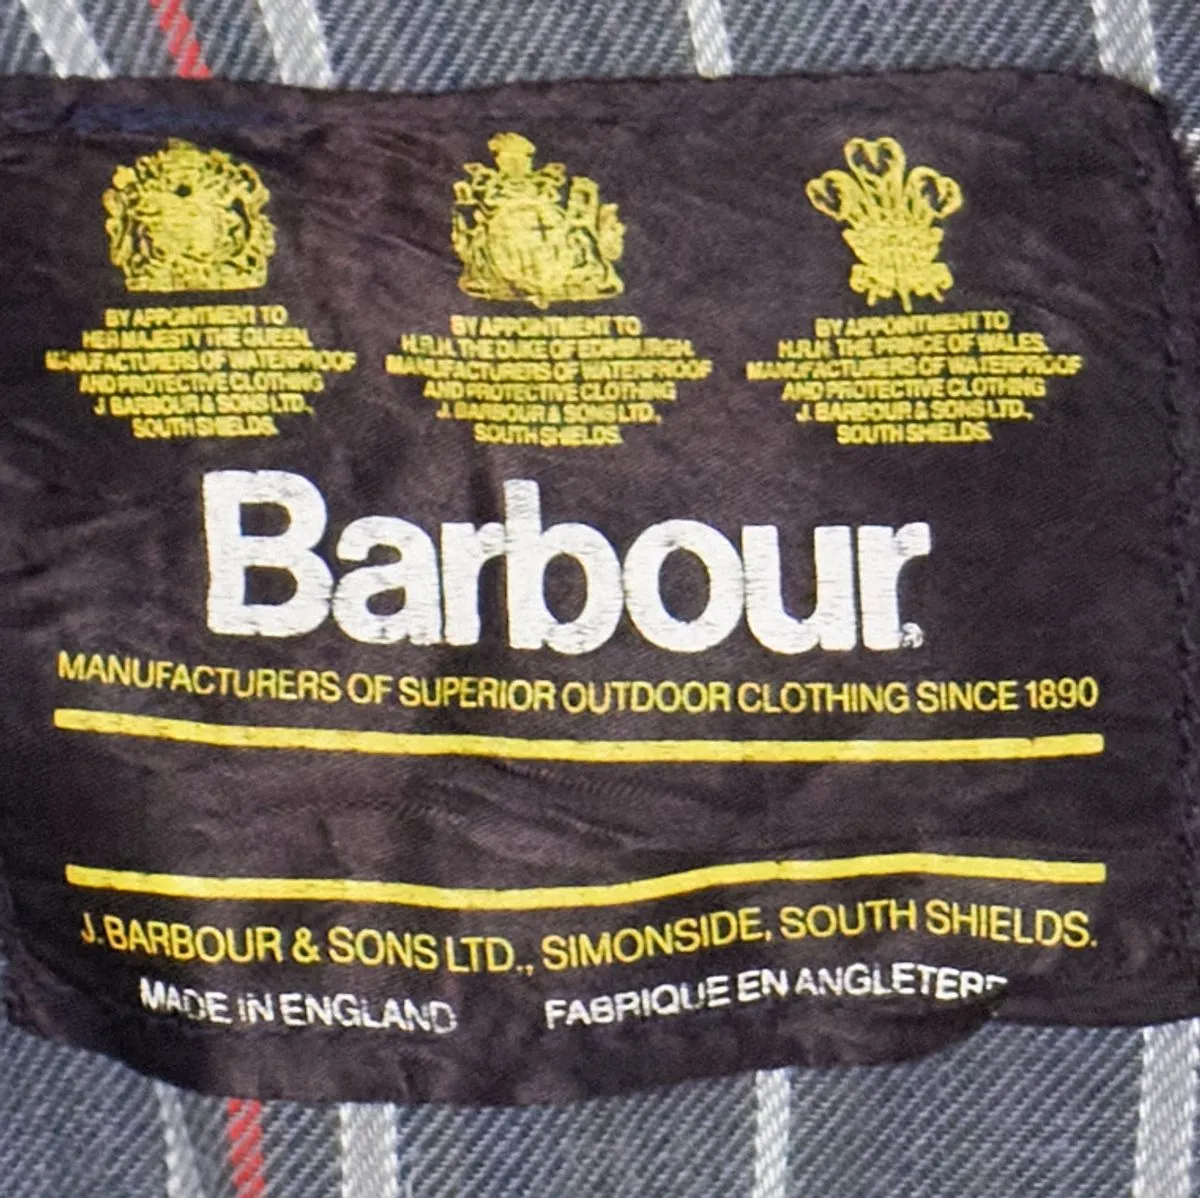 BY APPOINTMENT TO
HER MAJESTY THE QUEEN.
MANUFACTURERS OF WATERPROOF
AND PROTECTIVE CLOTHING
J. BARBOUR & SONS LTD.,
SOUTH SHIELDS.
BY APPOINTMENT TO
H.R.H. THE DUKE OF EDINBURGH.
MANUFACTURERS OF WATERPROOF
AND PROTECTIVE CLOTHING
J. BARBOUR & SONS LTD.,
SOUTH SHIELDS.
BY APPOINTMENT TO
H.R.H. THE PRINCE OF WALES.
MANUFACTURERS OF WATERPROOF
AND PROTECTIVE CLOTHING
J. BARBOUR & SONS LTD.,
SOUTH SHIELDS.
Barbour®
MANUFACTURERS OF SUPERIOR OUTDOOR CLOTHING SINCE 1890
J. BARBOUR & SONS LTD., SIMONSIDE, SOUTH SHIELDS.
MADE IN ENGLAND FABRIQUE EN ANGLETERRE